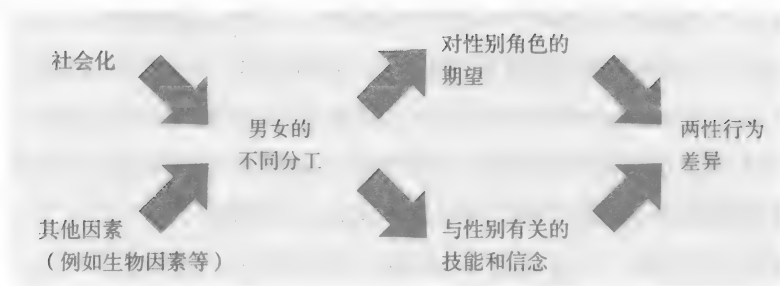 社会化
对性别角色的
期望
男女的
不同分工
两性行为
差异
其他因素
（例如生物因素等）
与性别有关的
技能和信念